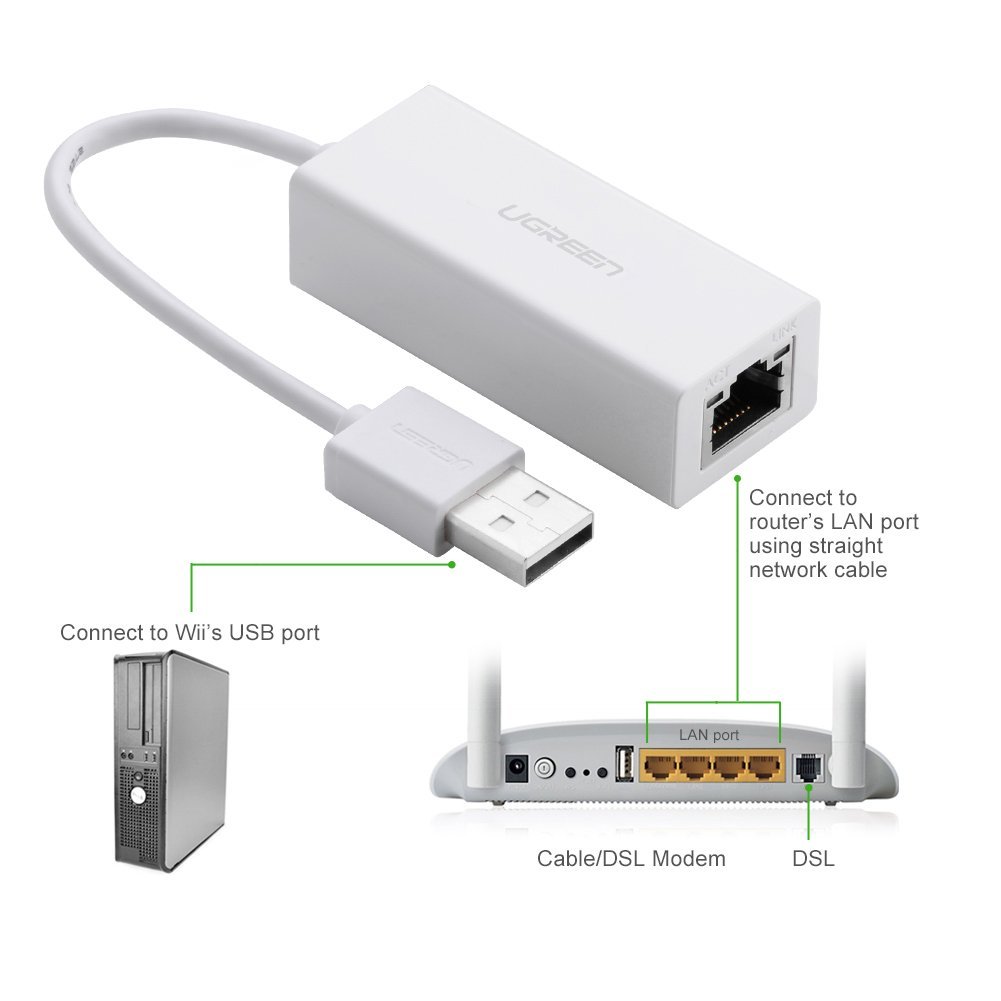 UGREEN
LINK
ACT
UGREEN
Connect to
router's LAN port
using straight
network cable
Connect to Wii's USB port
LAN port
Cable/DSL Modem
DSL